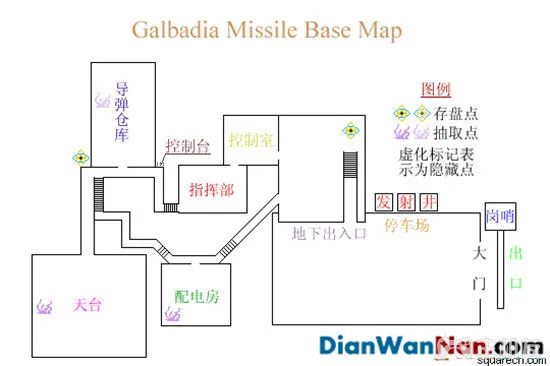 Galbadia Missile Base Map
导弹仓库
图例
存盘点
抽取点
虚化标记表
示为隐藏点
控制台
控制室
指挥部
发 射 井
岗哨
地下出入口
停车场
大门
出口
天台
配电房
DianWanNan.com
squarecn.com